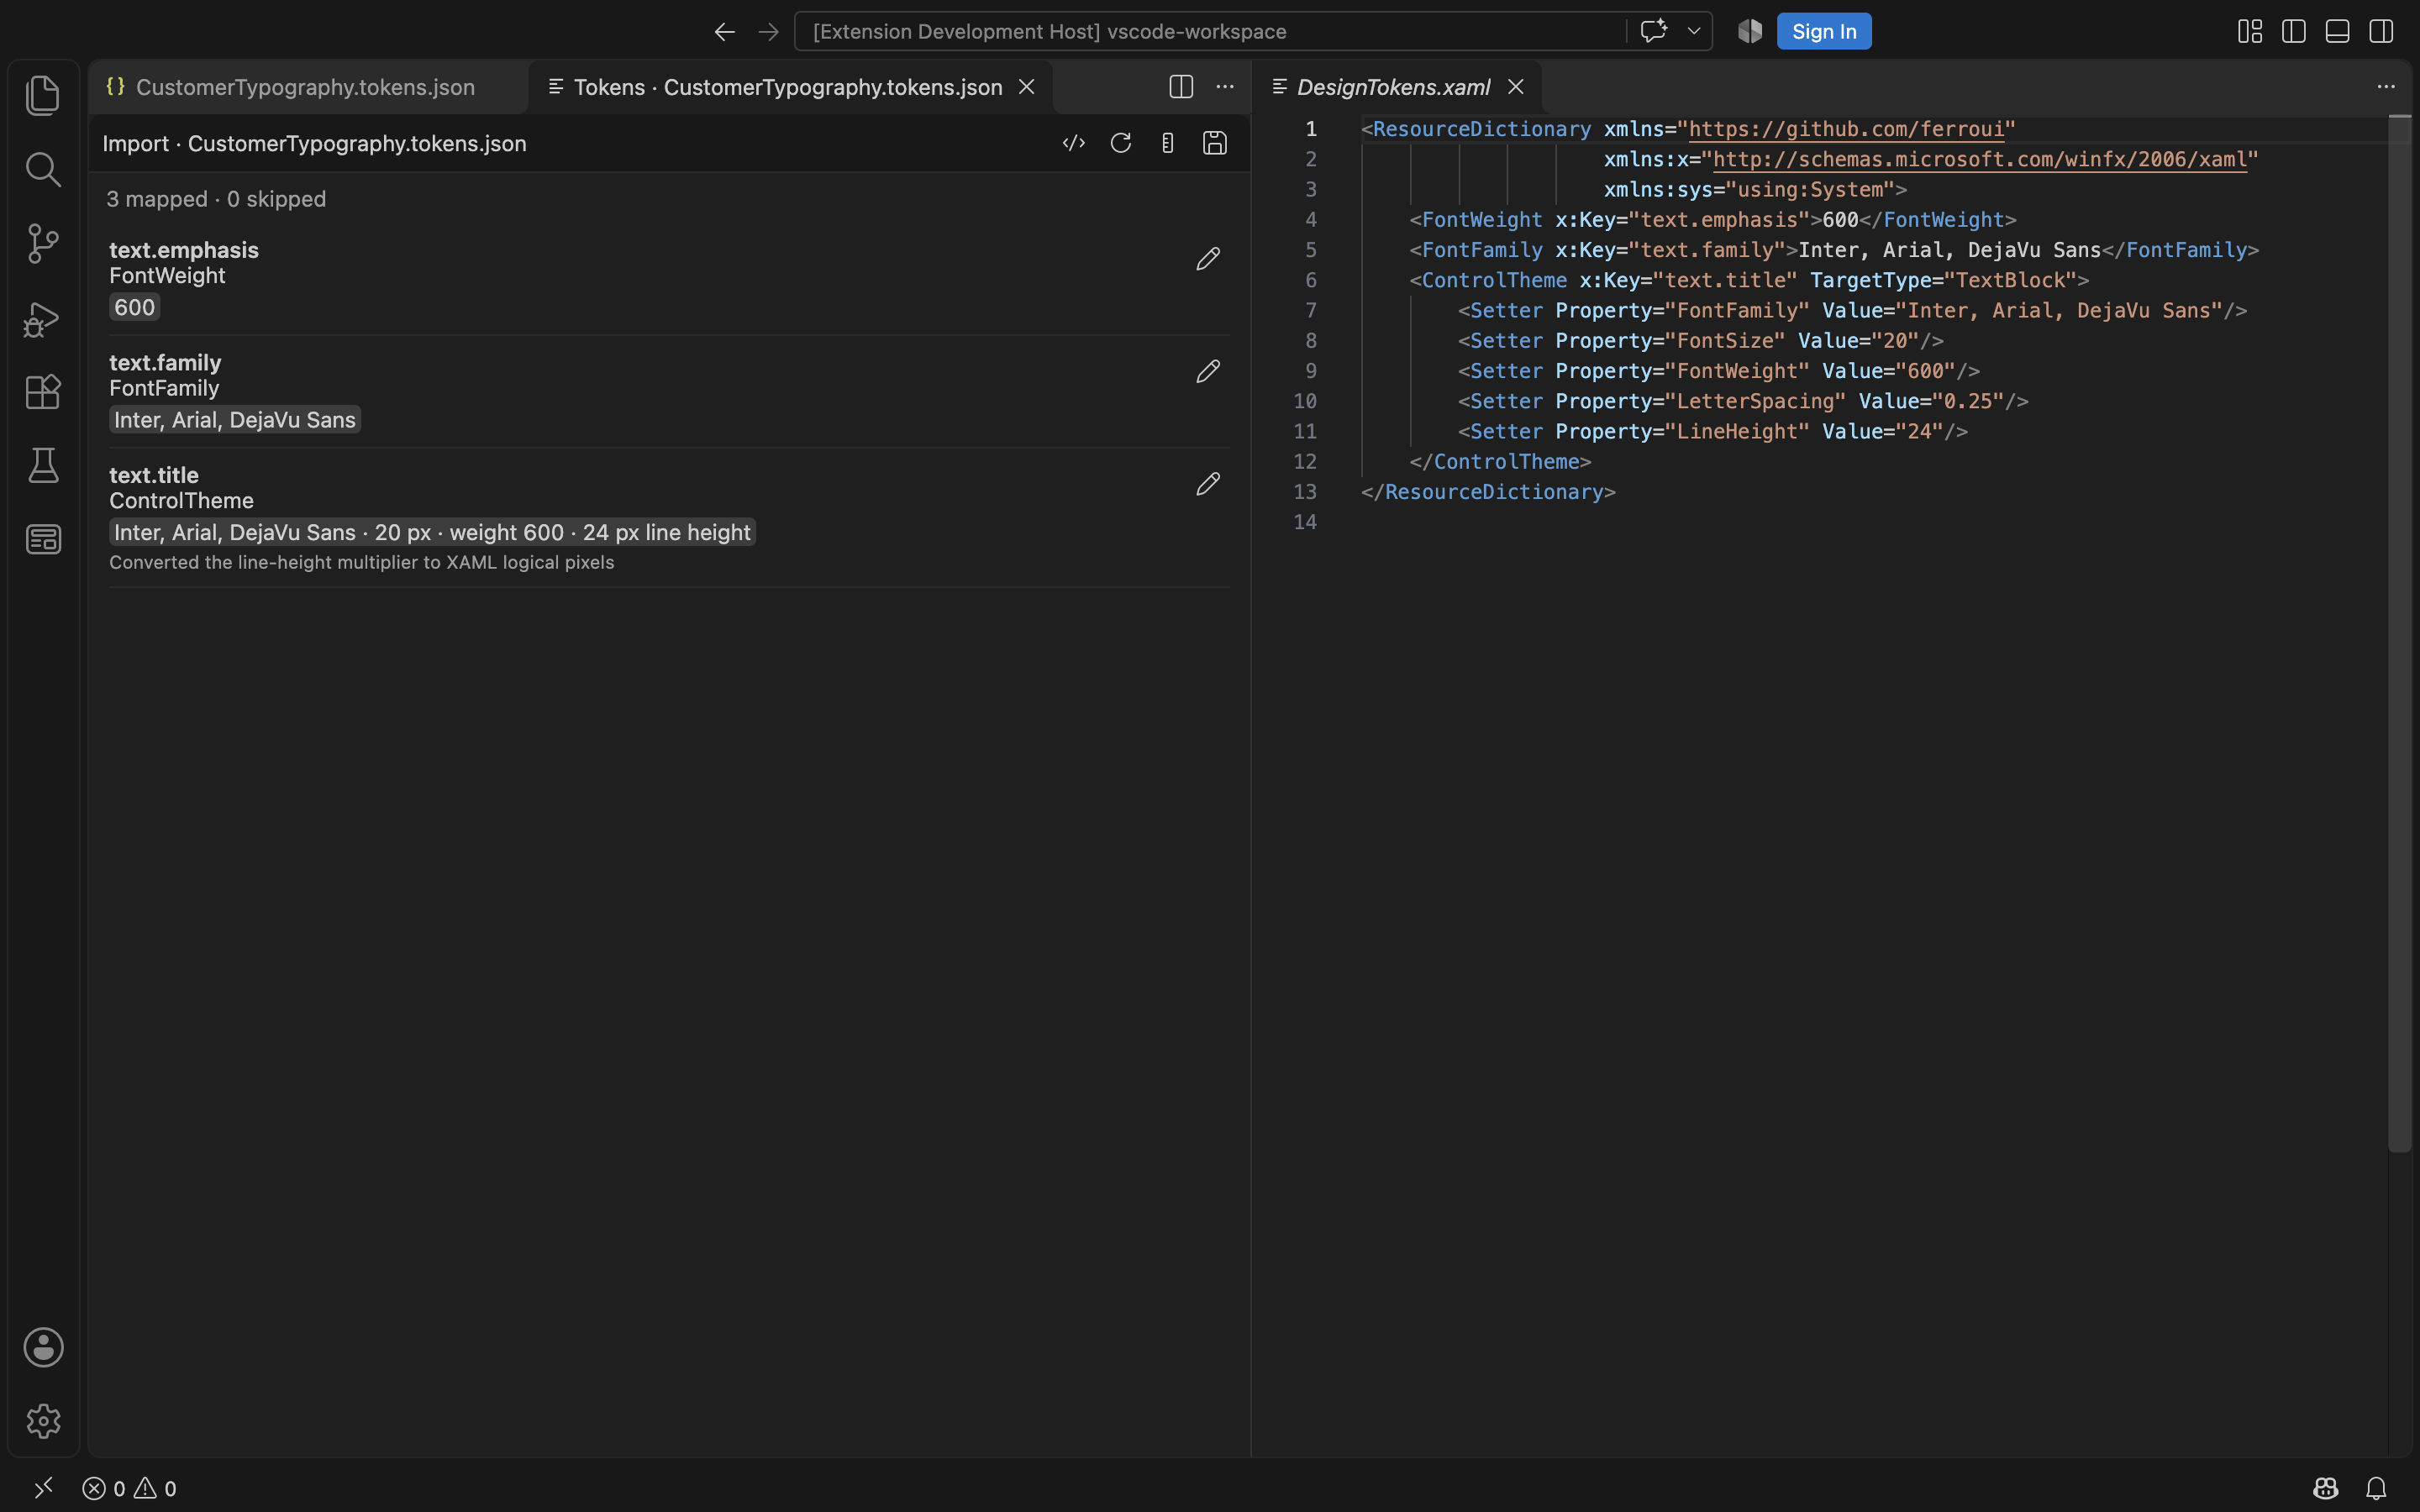 [Extension Development Host] vscode-workspace
Sign In
{} CustomerTypography.tokens.json
Tokens · CustomerTypography.tokens.json
DesignTokens.xaml
Import · CustomerTypography.tokens.json
3 mapped · 0 skipped
text.emphasis
FontWeight
600
text.family
FontFamily
Inter, Arial, DejaVu Sans
text.title
ControlTheme
Inter, Arial, DejaVu Sans · 20 px · weight 600 · 24 px line height
Converted the line-height multiplier to XAML logical pixels
1 <ResourceDictionary xmlns="https://github.com/ferroui"
2 xmlns:x="http://schemas.microsoft.com/winfx/2006/xaml"
3 xmlns:sys="using:System">
4 <FontWeight x:Key="text.emphasis">600</FontWeight>
5 <FontFamily x:Key="text.family">Inter, Arial, DejaVu Sans</FontFamily>
6 <ControlTheme x:Key="text.title" TargetType="TextBlock">
7 <Setter Property="FontFamily" Value="Inter, Arial, DejaVu Sans"/>
8 <Setter Property="FontSize" Value="20"/>
9 <Setter Property="FontWeight" Value="600"/>
10 <Setter Property="LetterSpacing" Value="0.25"/>
11 <Setter Property="LineHeight" Value="24"/>
12 </ControlTheme>
13 </ResourceDictionary>
14
0 0